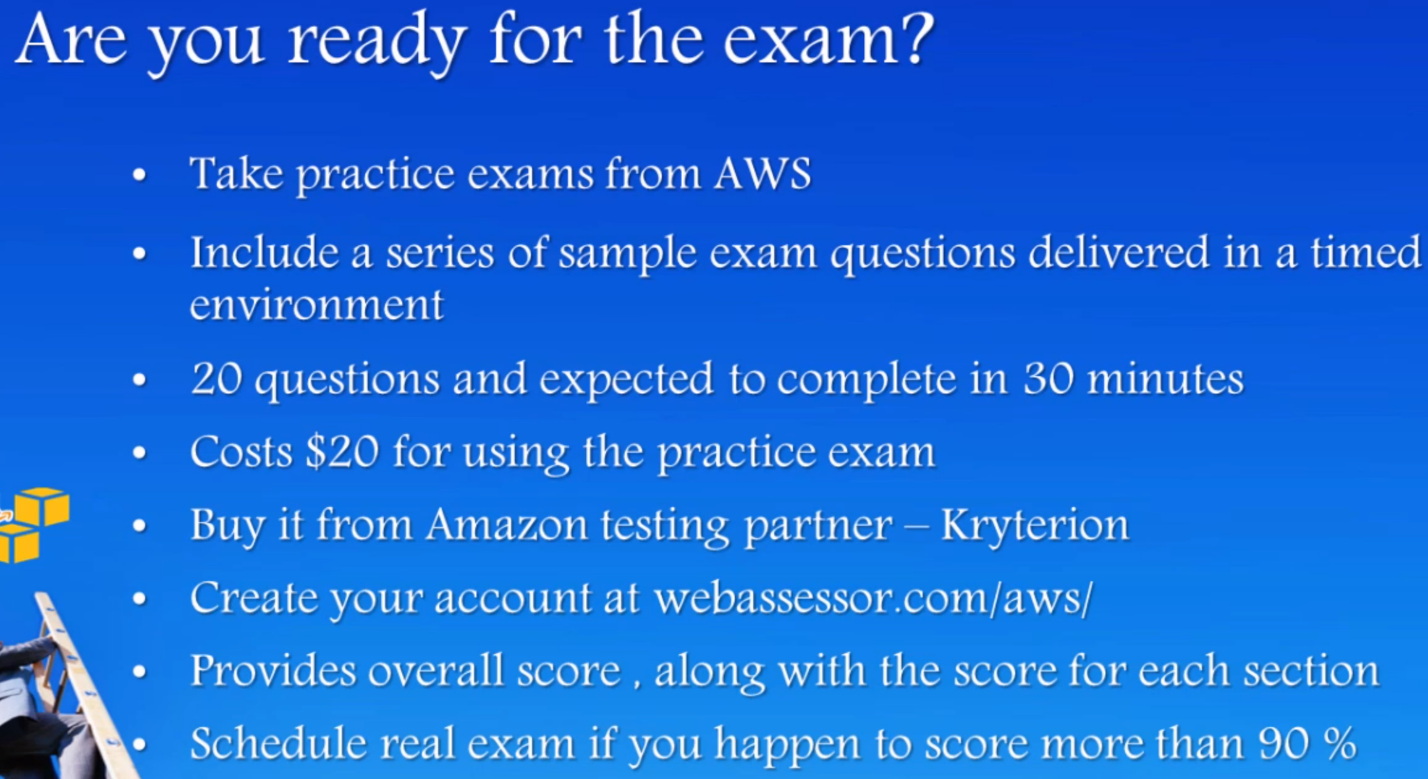 Are you ready for the exam?
• Take practice exams from AWS
• Include a series of sample exam questions delivered in a timed
environment
• 20 questions and expected to complete in 30 minutes
• Costs $20 for using the practice exam
• Buy it from Amazon testing partner – Kryterion
• Create your account at webassessor.com/aws/
• Provides overall score , along with the score for each section
• Schedule real exam if you happen to score more than 90 %